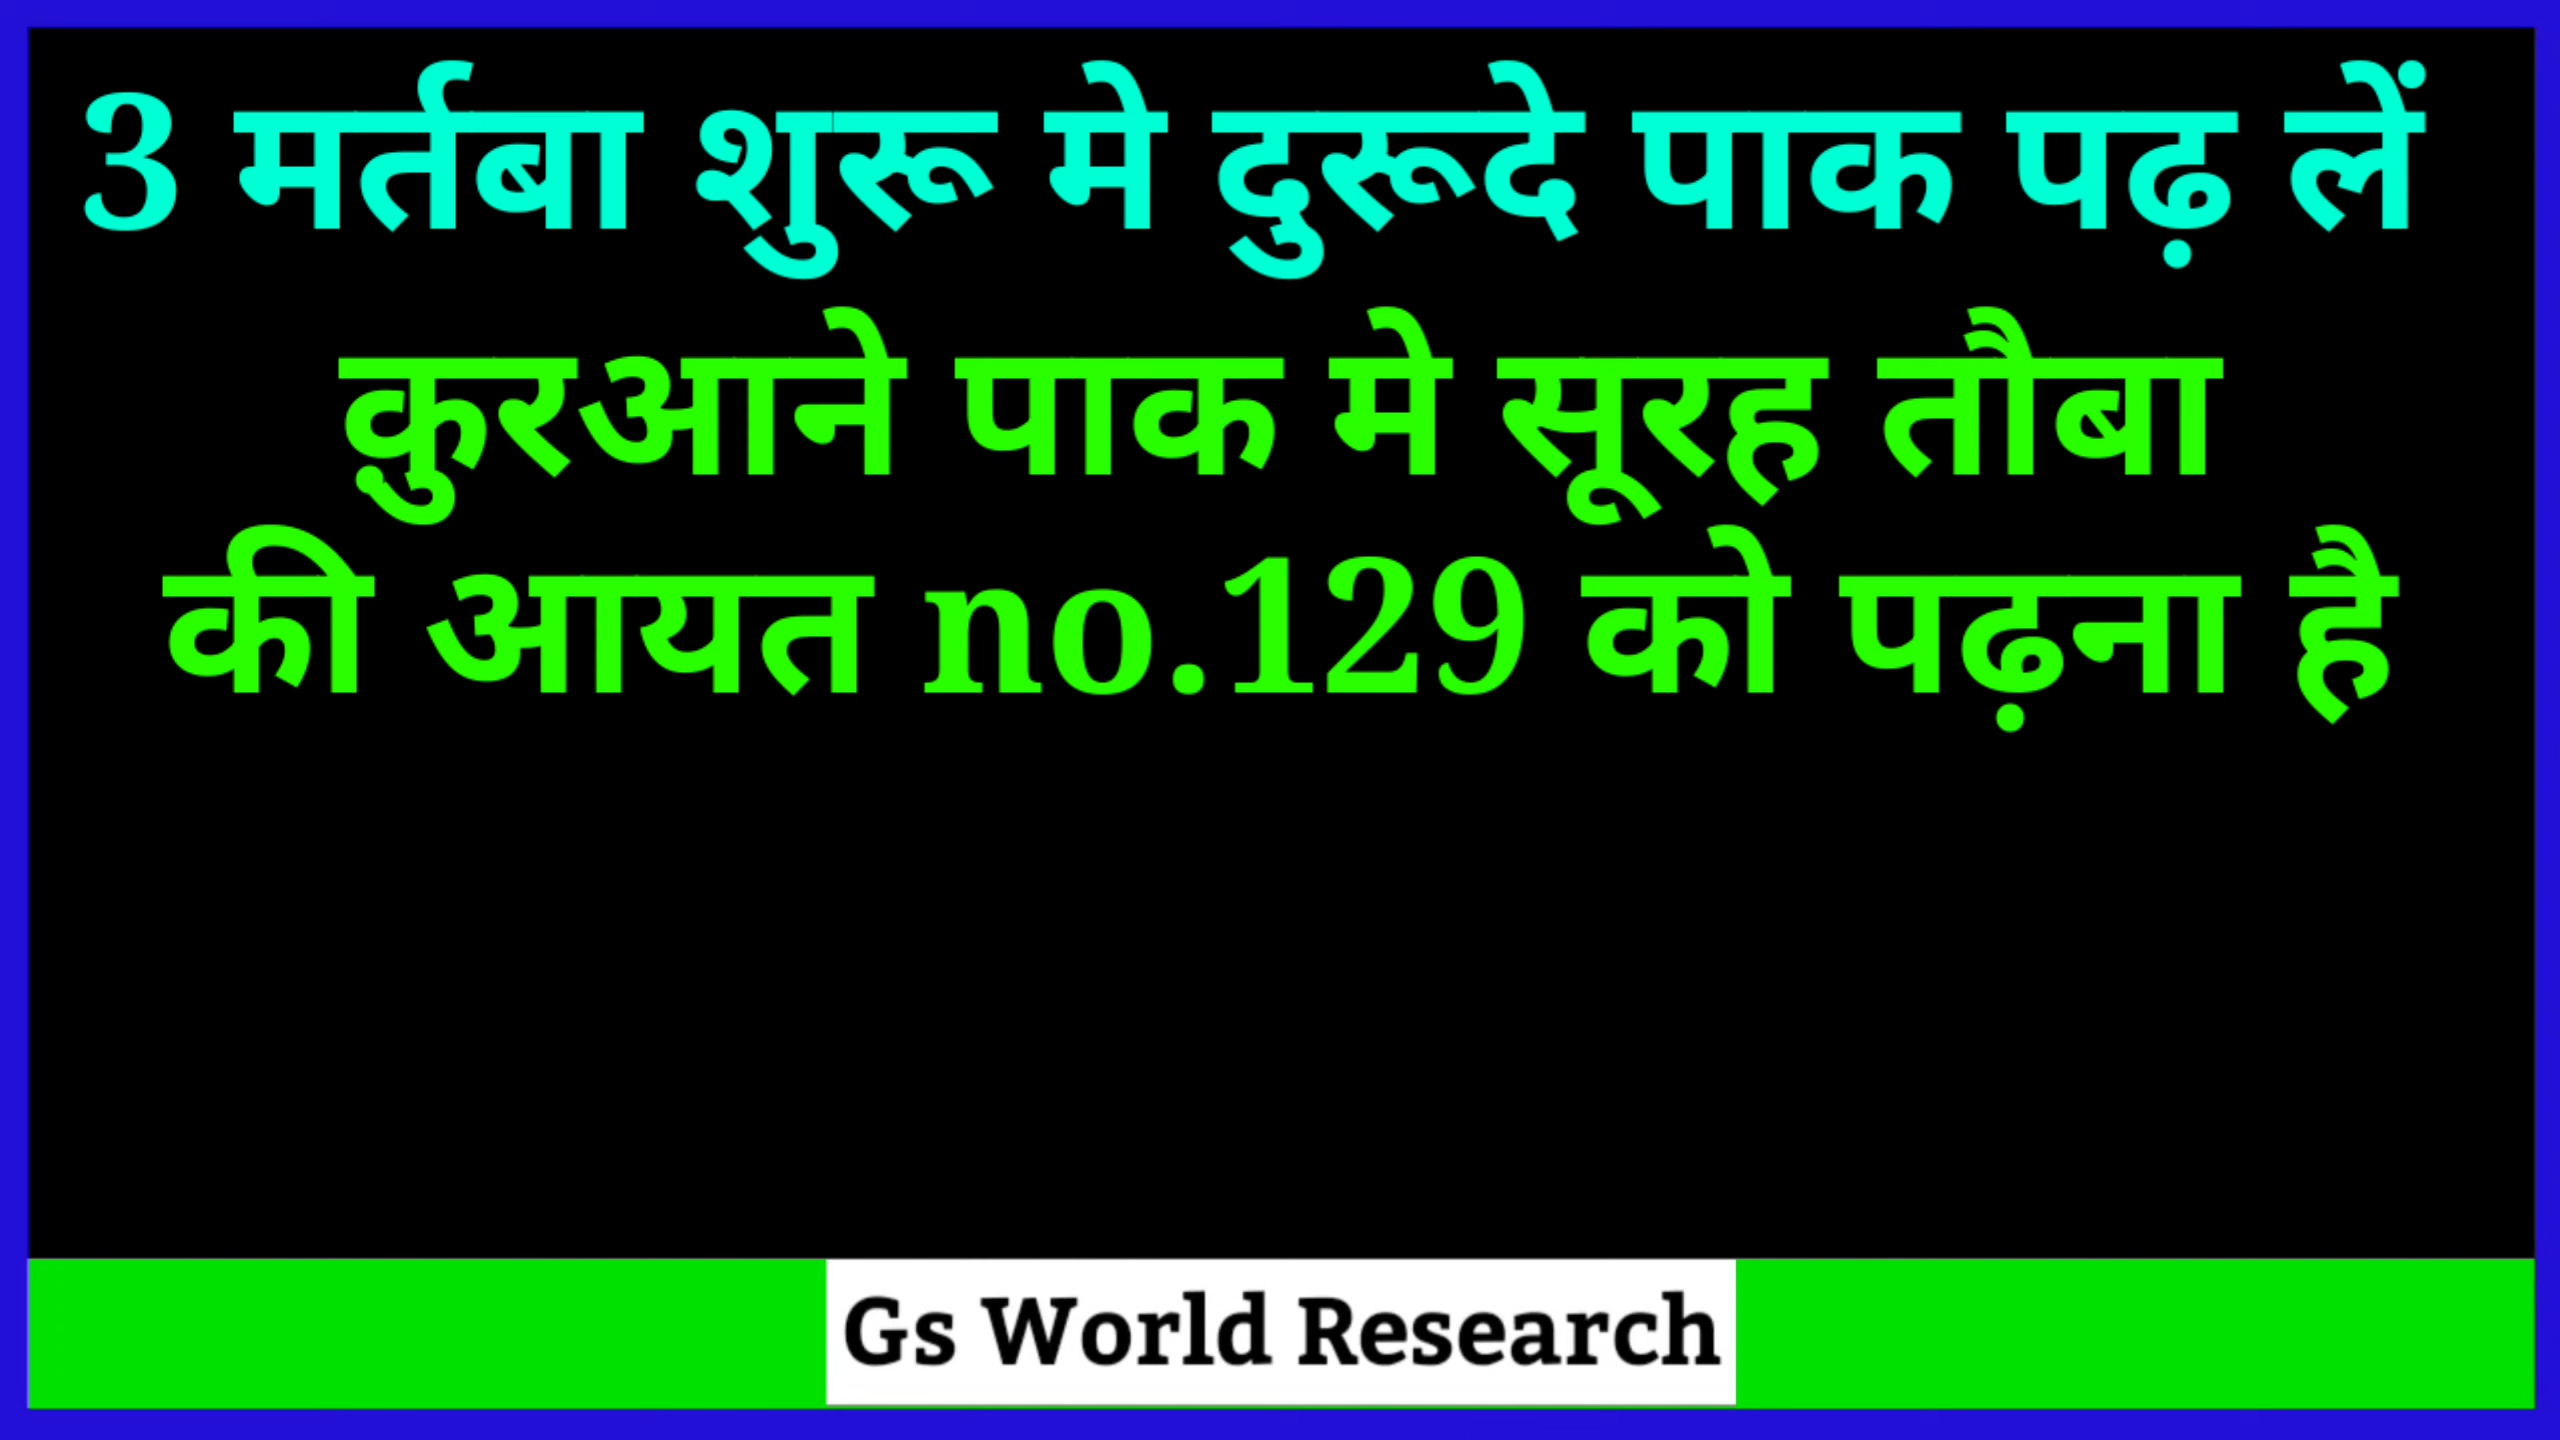 3 मर्तबा शुरू मे दुरूदे पाक पढ़ लें
क़ुरआने पाक मे सूरह तौबा
की आयत no.129 को पढ़ना है
Gs World Research